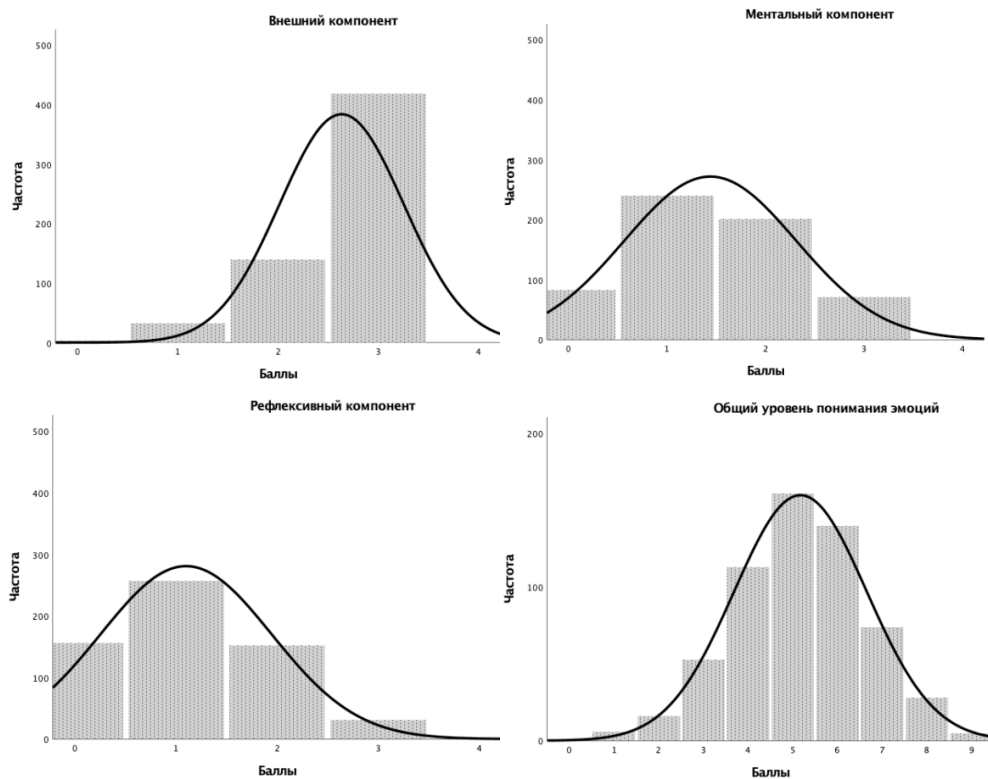 Внешний компонент
500
400
300
200
100
0
Частота
0 1 2 3 4
Баллы
Ментальный компонент
500
400
300
200
100
0
Частота
0 1 2 3 4
Баллы
Рефлексивный компонент
500
400
300
200
100
0
Частота
0 1 2 3 4
Баллы
Общий уровень понимания эмоций
200
100
0
Частота
0 1 2 3 4 5 6 7 8 9
Баллы